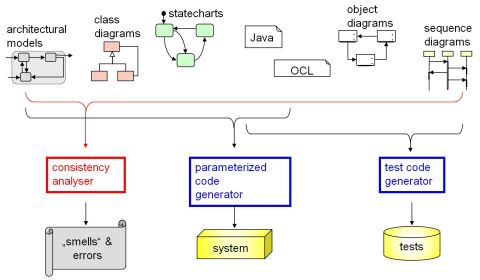 architectural
models
class
diagrams
statecharts
Java
OCL
object
diagrams
sequence
diagrams
consistency
analyser
parameterized
code
generator
test code
generator
„smells“ &
errors
system
tests